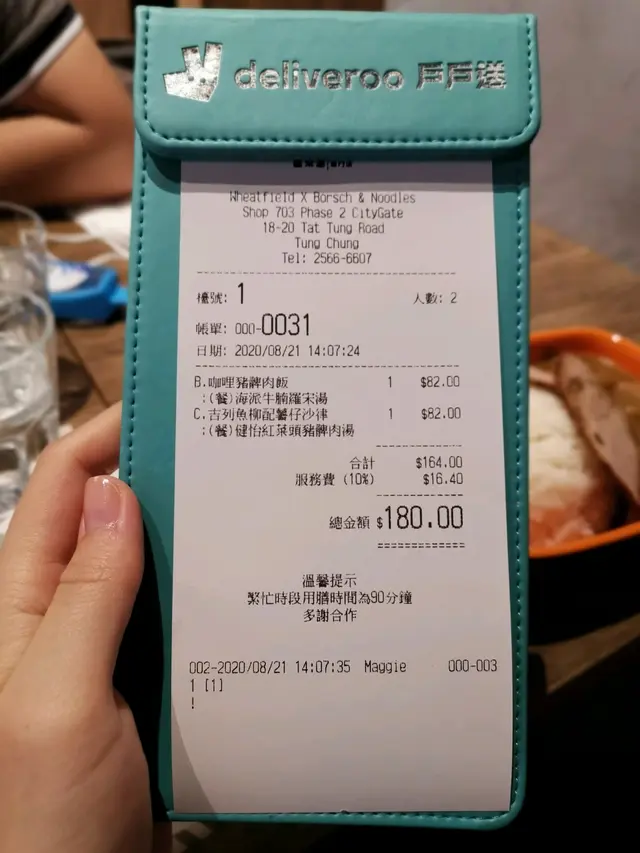 deliveroo 戶戶送
Wheatfield X Borsch & Noodles
Shop 703 Phase 2 CityGate
18-20 Tat Tung Road
Tung Chung
Tel: 2566-6607
檯號: 1 人數: 2
帳單: 000-0031
日期: 2020/08/21 14:07:24
B.咖哩豬髀肉飯 1 $82.00
:(餐)海派牛腩羅宋湯
C.吉列魚柳配薯仔沙律 1 $82.00
:(餐)健怡紅菜頭豬髀肉湯
合計 $164.00
服務費 (10%) $16.40
總金額 $180.00
============
溫馨提示
繁忙時段用膳時間為90分鐘
多謝合作
002-2020/08/21 14:07:35 Maggie 000-003
1 [1]
!